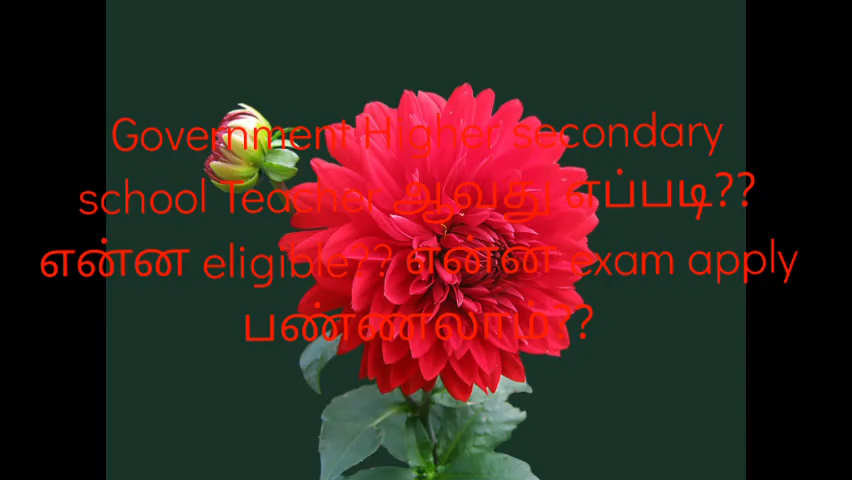 Government Higher secondary
school Teacher ஆவது எப்படி??
என்ன eligible?? என்ன exam apply
பண்ணலாம்??